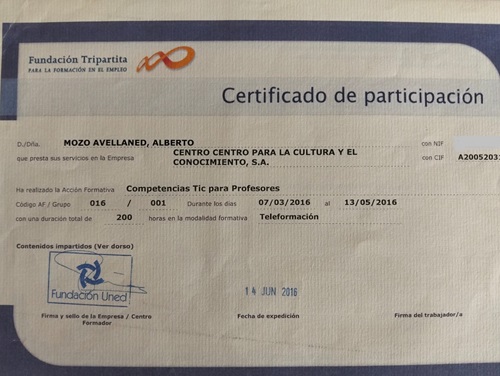 Fundación Tripartita
PARA LA FORMACIÓN EN EL EMPLEO
Certificado de participación
D./Dña. MOZO AVELLANED, ALBERTO con NIF
que presta sus servicios en la Empresa CENTRO CENTRO PARA LA CULTURA Y EL CONOCIMIENTO, S.A. con CIF A2005203
Ha realizado la Acción Formativa Competencias Tic para Profesores
Código AF / Grupo 016 / 001 Durante los días 07/03/2016 al 13/05/2016
con una duración total de 200 horas en la modalidad formativa Teleformación
Contenidos impartidos (Ver dorso)
Fundación Uned
14 JUN 2016
Firma y sello de la Empresa / Centro Formador
Fecha de expedición
Firma del trabajador/a